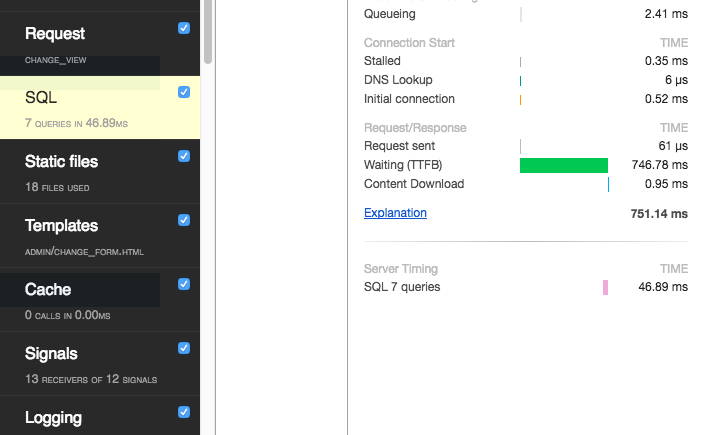 Request
CHANGE_VIEW
SQL
7 QUERIES IN 46.89MS
Static files
18 FILES USED
Templates
ADMIN/CHANGE_FORM.HTML
Cache
0 CALLS IN 0.00MS
Signals
13 RECEIVERS OF 12 SIGNALS
Logging
Queueing 2.41 ms
Connection Start TIME
Stalled 0.35 ms
DNS Lookup 6 µs
Initial connection 0.52 ms
Request/Response TIME
Request sent 61 µs
Waiting (TTFB) 746.78 ms
Content Download 0.95 ms
Explanation 751.14 ms
Server Timing TIME
SQL 7 queries 46.89 ms